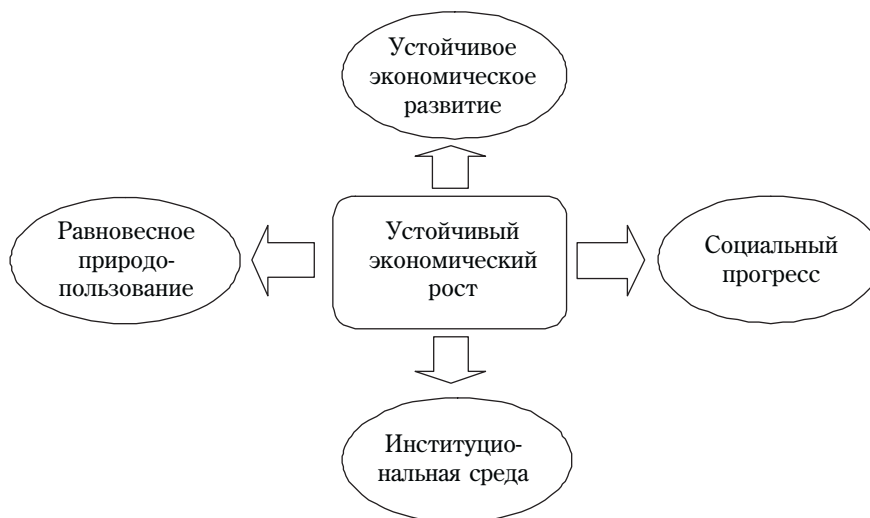 Устойчивое
экономическое
развитие
Равновесное
природо-
пользование
Устойчивый
экономический
рост
Социальный
прогресс
Институцио-
нальная среда